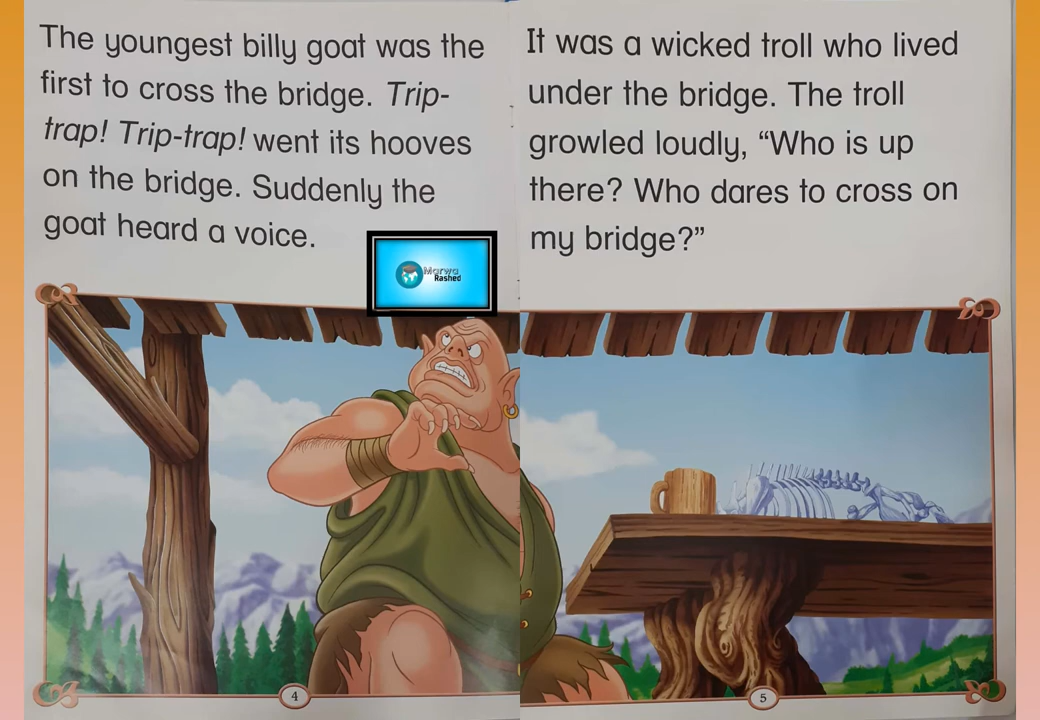 The youngest billy goat was the
first to cross the bridge. Trip-
trap! Trip-trap! went its hooves
on the bridge. Suddenly the
goat heard a voice.
Marwa
Rashed
4
It was a wicked troll who lived
under the bridge. The troll
growled loudly, “Who is up
there? Who dares to cross on
my bridge?”
5